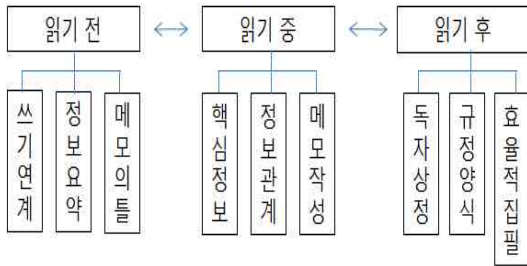 읽기 전
읽기 중
읽기 후
쓰기연계
정보요약
메모의틀
핵심정보
정보관계
메모작성
독자상정
규정양식
효율적집필